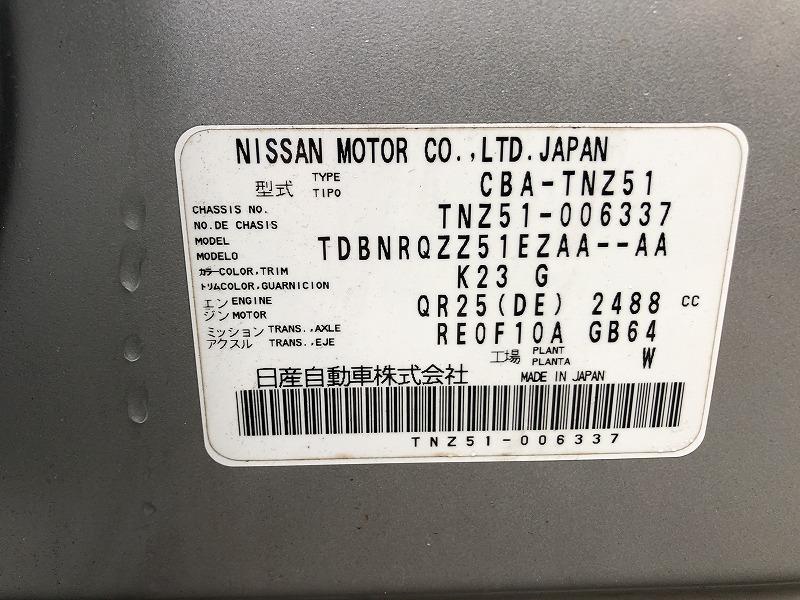 NISSAN MOTOR CO.,LTD.JAPAN
型式 TYPE TIPO CBA-TNZ51
CHASSIS NO. NO.DE CHASIS TNZ51-006337
MODEL MODELO TDBNRQZZ51EZAA--AA
カラーCOLOR,TRIM トリムCOLOR,GUARNICION K23 G
エンジン ENGINE MOTOR QR25(DE) 2488 CC
ミッション TRANS.,AXLE アクスル TRANS.,EJE RE0F10A GB64
工場 PLANT PLANTA W
日産自動車株式会社 MADE IN JAPAN
TNZ51-006337